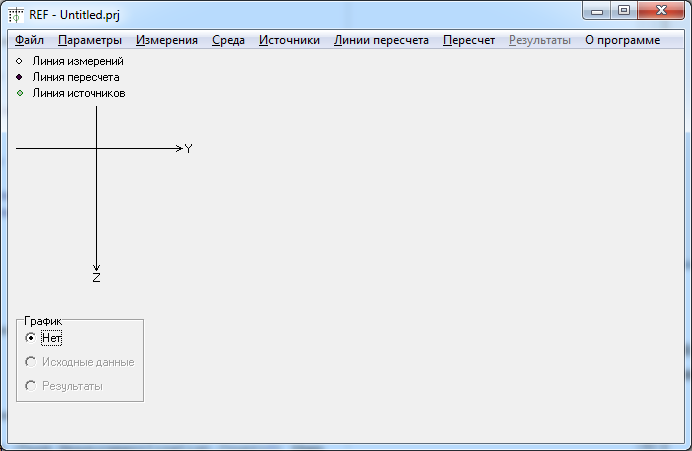 REF - Untitled.prj
Файл Параметры Измерения Среда Источники Линии пересчета Пересчет Результаты О программе
Линия измерений
Линия пересчета
Линия источников
Y
Z
График
Нет
Исходные данные
Результаты